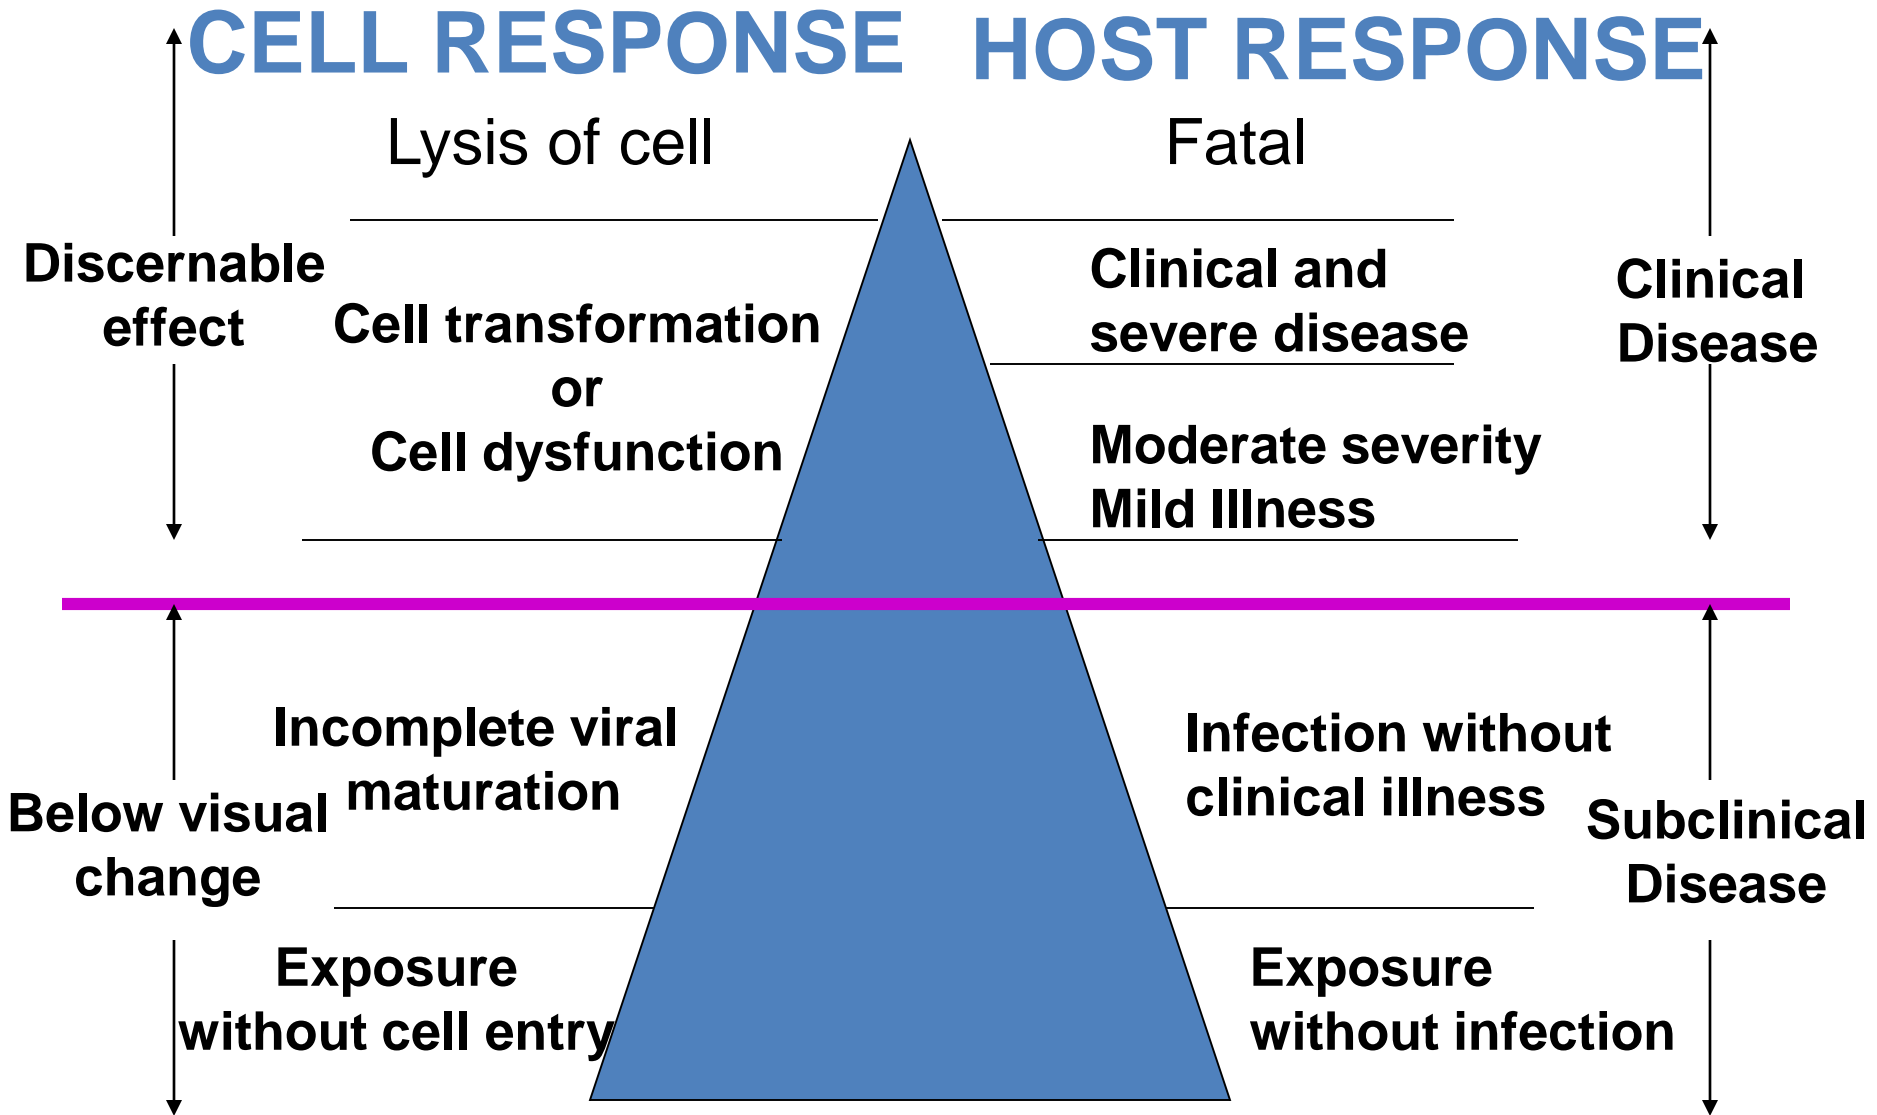 CELL RESPONSE
HOST RESPONSE
Lysis of cell
Fatal
Discernable
effect
Cell transformation
or
Cell dysfunction
Clinical and
severe disease
Moderate severity
Mild Illness
Clinical
Disease
Below visual
change
Incomplete viral
maturation
Exposure
without cell entry
Infection without
clinical illness
Exposure
without infection
Subclinical
Disease